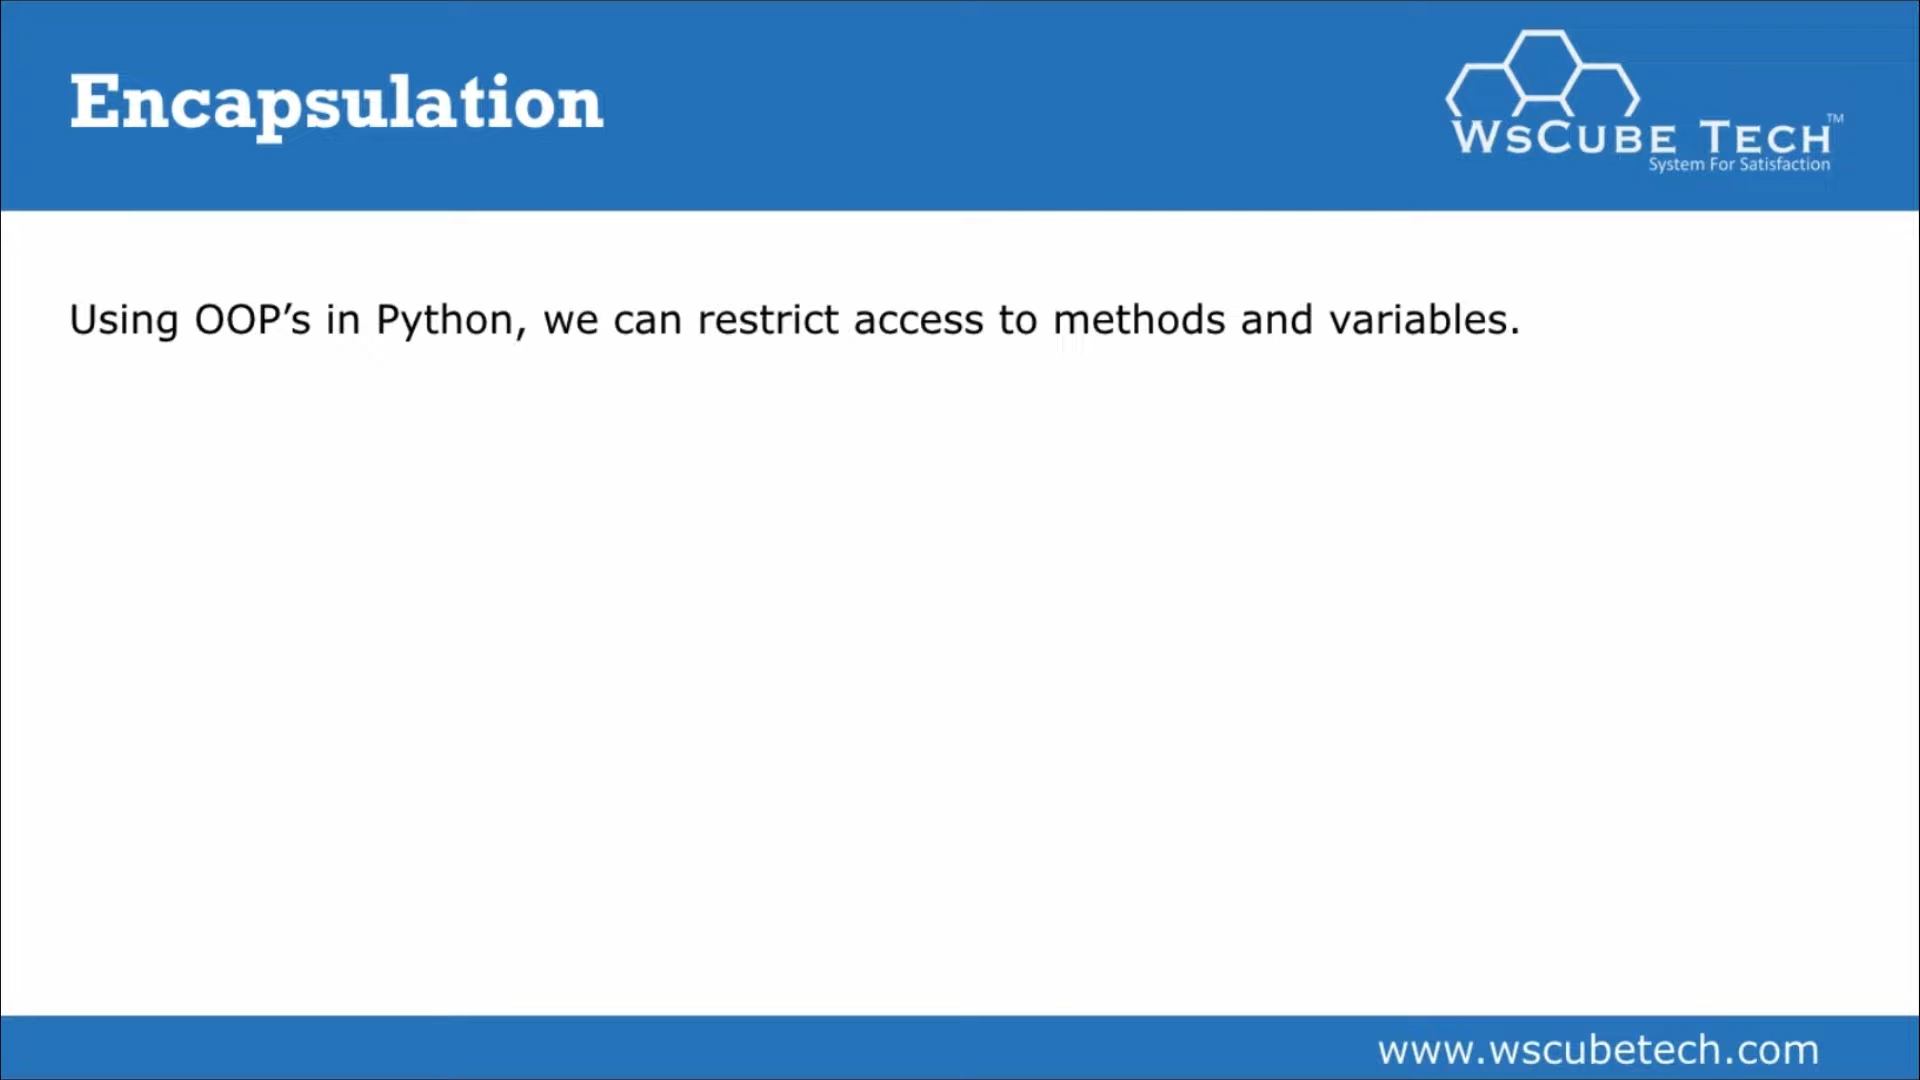 Encapsulation
WsCube Tech™
System For Satisfaction
Using OOP’s in Python, we can restrict access to methods and variables.
www.wscubetech.com